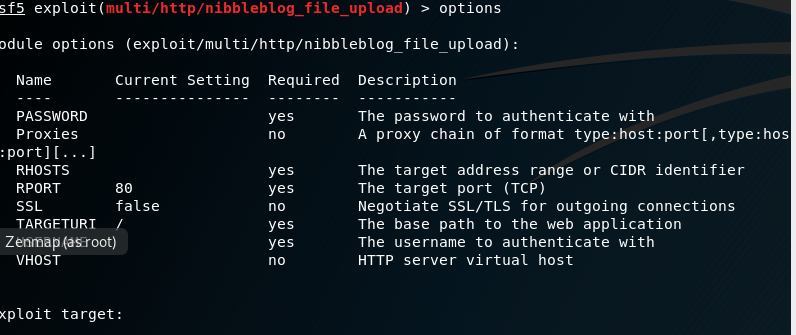 sf5 exploit(multi/http/nibbleblog_file_upload) > options
odule options (exploit/multi/http/nibbleblog_file_upload):
Name Current Setting Required Description
---- --------------- -------- -----------
PASSWORD yes The password to authenticate with
Proxies no A proxy chain of format type:host:port[,type:hos
:port][...]
RHOSTS yes The target address range or CIDR identifier
RPORT 80 yes The target port (TCP)
SSL false no Negotiate SSL/TLS for outgoing connections
TARGETURI / yes The base path to the web application
Zenmap (as root) yes The username to authenticate with
VHOST no HTTP server virtual host
xploit target: